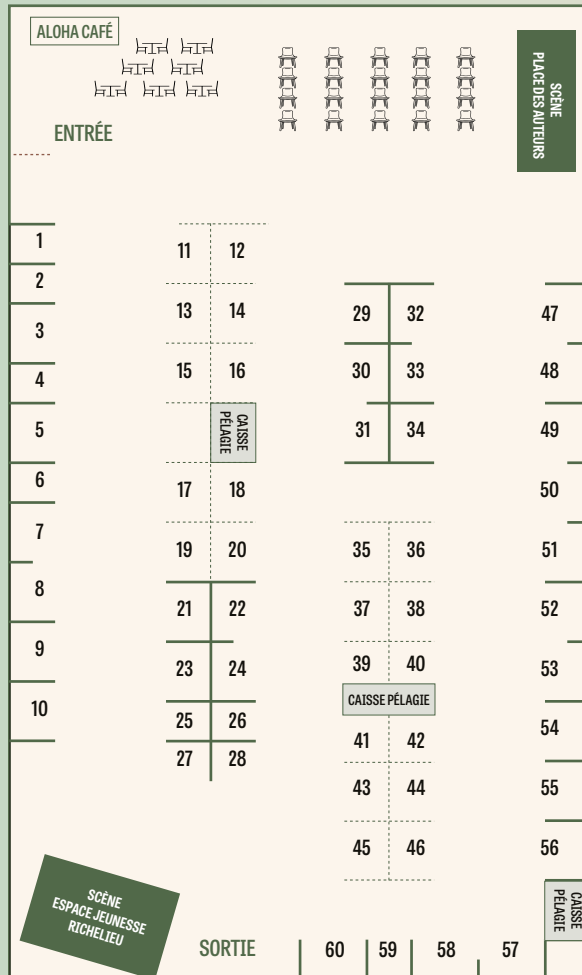 ALOHA CAFÉ
SCÈNE
PLACE DES AUTEURS
ENTRÉE
1
2
3
4
5
6
7
8
9
10
11 12
13 14
15 16
CAISSE
PÉLAGIE
17 18
19 20
21 22
23 24
25 26
27 28
29 32
30 33
31 34
35 36
37 38
39 40
CAISSE PÉLAGIE
41 42
43 44
45 46
47
48
49
50
51
52
53
54
55
56
CAISSE
PÉLAGIE
SCÈNE
ESPACE JEUNESSE
RICHELIEU
SORTIE
60 59 58 57